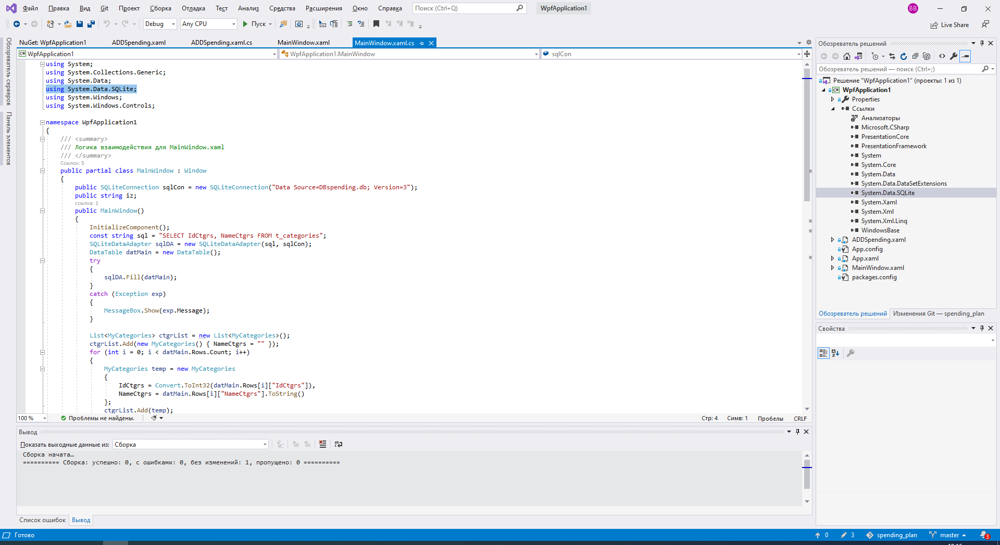 Файл Правка Вид Git Проект Сборка Отладка Тест Анализ Средства Расширения Окно Справка Поиск (Ctrl+Q) WpfApplication1 BB
Debug Any CPU Пуск Live Share
NuGet: WpfApplication1 ADDSpending.xaml ADDSpending.xaml.cs MainWindow.xaml MainWindow.xaml.cs
C# WpfApplication1 WpfApplication1.MainWindow sqlCon
Обозреватель серверов
Панель элементов
using System;
using System.Collections.Generic;
using System.Data;
using System.Data.SQLite;
using System.Windows;
using System.Windows.Controls;
namespace WpfApplication1
{
/// <summary>
/// Логика взаимодействия для MainWindow.xaml
/// </summary>
Ссылок: 5
public partial class MainWindow : Window
{
public SQLiteConnection sqlCon = new SQLiteConnection("Data Source=DBspending.db; Version=3");
public string iz;
ссылка: 1
public MainWindow()
{
InitializeComponent();
const string sql = "SELECT IdCtgrs, NameCtgrs FROM t_categories";
SQLiteDataAdapter sqlDA = new SQLiteDataAdapter(sql, sqlCon);
DataTable datMain = new DataTable();
try
{
sqlDA.Fill(datMain);
}
catch (Exception exp)
{
MessageBox.Show(exp.Message);
}
List<MyCategories> ctgrList = new List<MyCategories>();
ctgrList.Add(new MyCategories() { NameCtgrs = "" });
for (int i = 0; i < datMain.Rows.Count; i++)
{
MyCategories temp = new MyCategories
{
IdCtgrs = Convert.ToInt32(datMain.Rows[i]["IdCtgrs"]),
NameCtgrs = datMain.Rows[i]["NameCtgrs"].ToString()
};
ctgrList.Add(temp);
100 % Проблемы не найдены. Стр: 4 Симв: 1 Пробелы CRLF
Вывод
Показать выходные данные из: Сборка
Сборка начата…
========== Сборка: успешно: 0, с ошибками: 0, без изменений: 1, пропущено: 0 ==========
Список ошибок Вывод
Обозреватель решений
Обозреватель решений — поиск (Ctrl+;)
Решение "WpfApplication1" (проекты: 1 из 1)
C# WpfApplication1
Properties
Ссылки
Анализаторы
Microsoft.CSharp
PresentationCore
PresentationFramework
System
System.Core
System.Data
System.Data.DataSetExtensions
System.Data.SQLite
System.Xaml
System.Xml
System.Xml.Linq
WindowsBase
ADDSpending.xaml
App.config
App.xaml
MainWindow.xaml
packages.config
Обозреватель решений Изменения Git — spending_plan
Свойства
Готово 0 3 spending_plan master 3